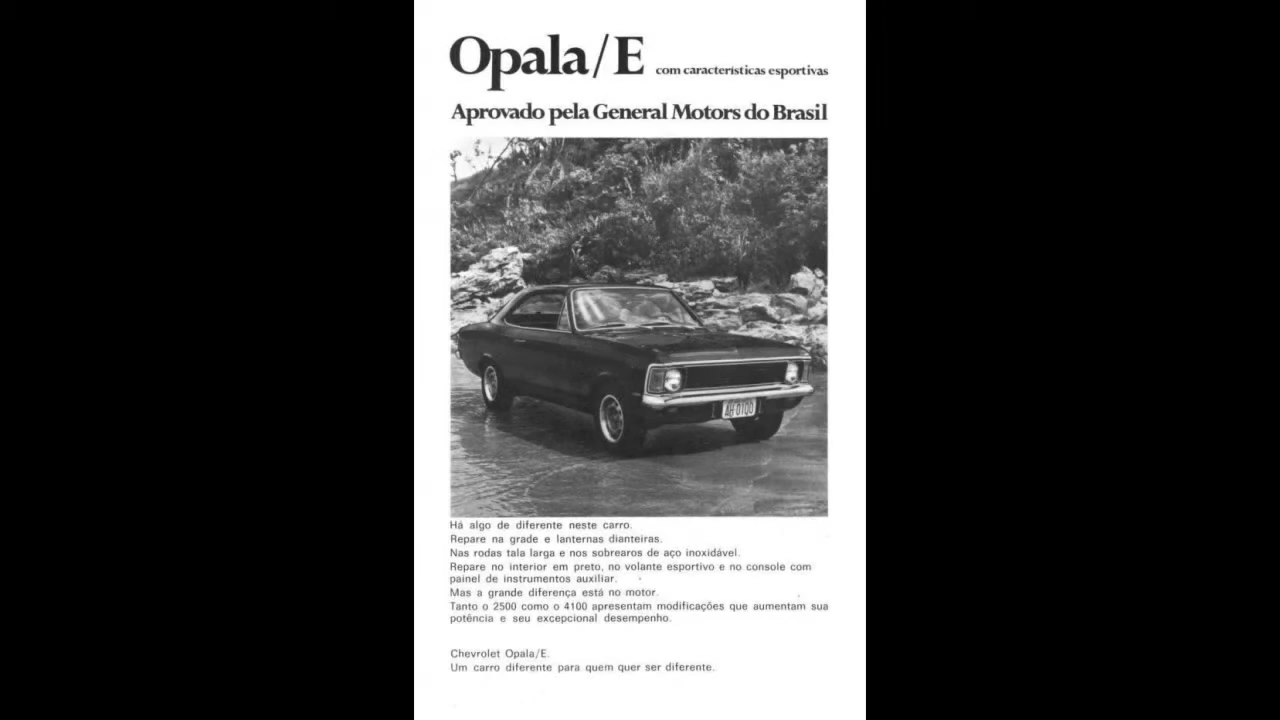 Opala/E com características esportivas
Aprovado pela General Motors do Brasil
AH 0100
Há algo de diferente neste carro.
Repare na grade e lanternas dianteiras.
Nas rodas tala larga e nos sobrearos de aço inoxidável.
Repare no interior em preto, no volante esportivo e no console com
painel de instrumentos auxiliar.
Mas a grande diferença está no motor.
Tanto o 2500 como o 4100 apresentam modificações que aumentam sua
potência e seu excepcional desempenho.
Chevrolet Opala/E.
Um carro diferente para quem quer ser diferente.